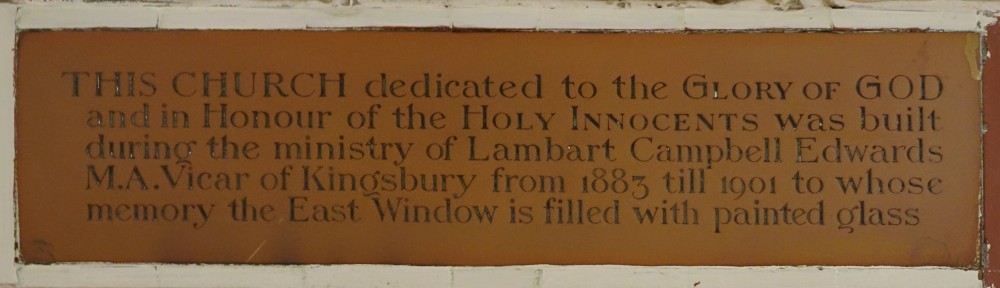 THIS CHURCH dedicated to the GLORY OF GOD
and in Honour of the HOLY INNOCENTS was built
during the ministry of Lambart Campbell Edwards
M.A. Vicar of Kingsbury from 1883 till 1901 to whose
memory the East Window is filled with painted glass